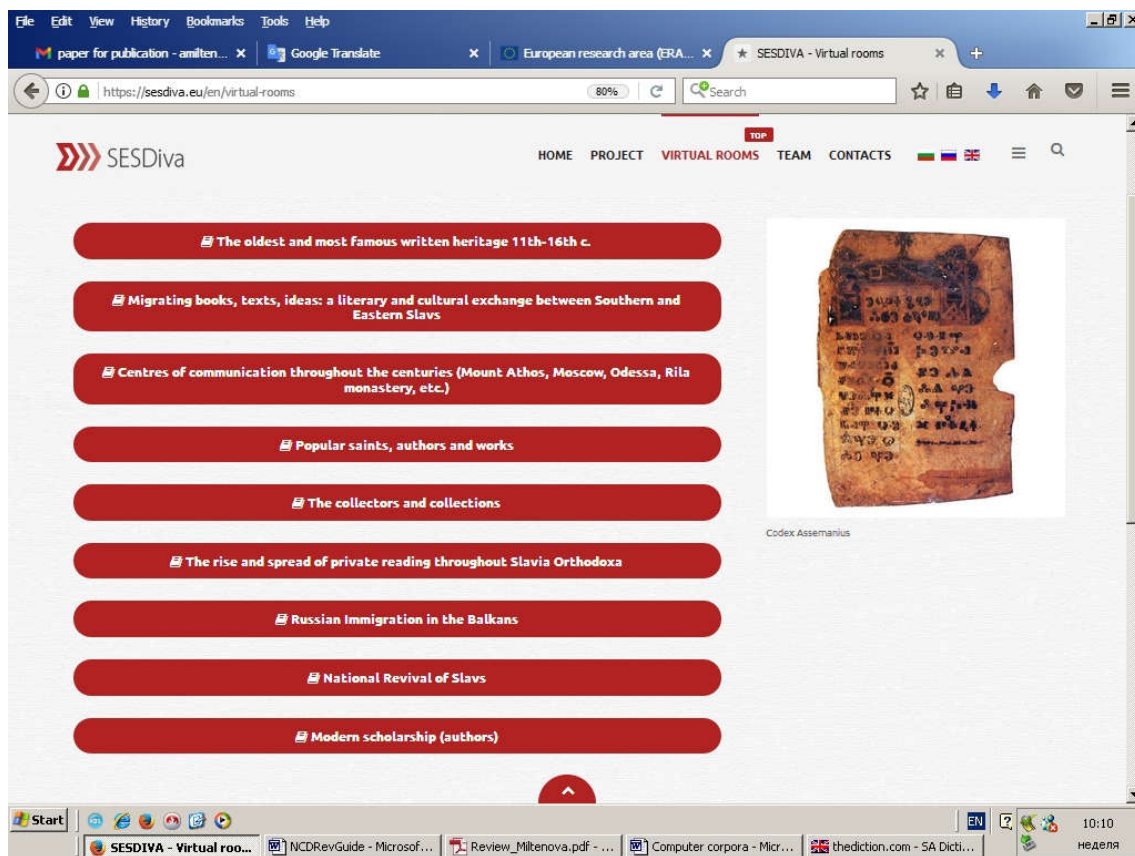 File Edit View History Bookmarks Tools Help
paper for publication - amilten...
Google Translate
European research area (ERA...
SESDIVA - Virtual rooms
https://sesdiva.eu/en/virtual-rooms
80%
Search
SESDiva
TOP
HOME PROJECT VIRTUAL ROOMS TEAM CONTACTS
The oldest and most famous written heritage 11th-16th c.
Migrating books, texts, ideas: a literary and cultural exchange between Southern and
Eastern Slavs
Centres of communication throughout the centuries (Mount Athos, Moscow, Odessa, Rila
monastery, etc.)
Popular saints, authors and works
The collectors and collections
The rise and spread of private reading throughout Slavia Orthodoxa
Russian Immigration in the Balkans
National Revival of Slavs
Modern scholarship (authors)
Codex Assemanius
Start
EN
10:10
SESDIVA - Virtual roo...
NCDRevGuide - Microsof...
Review_Miltenova.pdf - ...
Computer corpora - Micr...
thediction.com - SA Dicti...
неделя